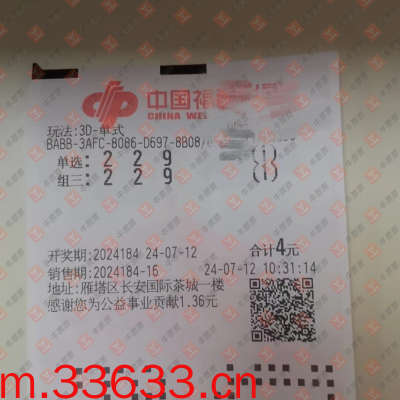 中国福
CHINA WEL
玩法:3D-单式
BABB-3AFC-8086-D697-8B08/
单选: 2 2 9 (1)
组三: 2 2 9 (1)
开奖期:2024184 24-07-12 合计4元
销售期:2024184-16 24-07-12 10:31:14
地址:雁塔区长安国际茶城一楼
感谢您为公益事业贡献1.36元
m.33633.cn